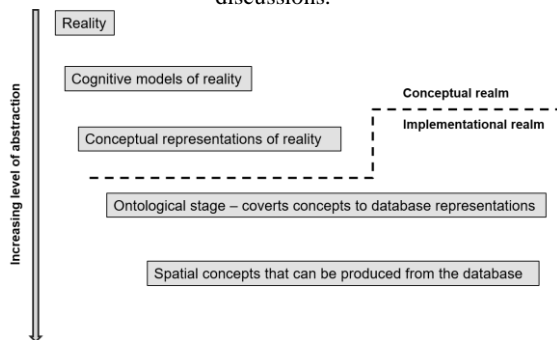 discussions.
Reality
Cognitive models of reality
Conceptual realm
Implementational realm
Conceptual representations of reality
Ontological stage – coverts concepts to database representations
Spatial concepts that can be produced from the database
Increasing level of abstraction